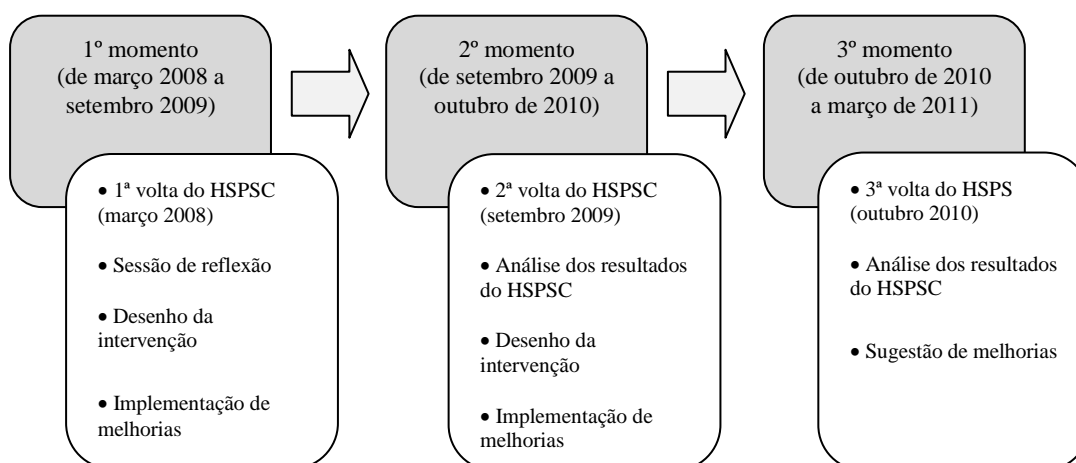 1º momento
(de março 2008 a
setembro 2009)
• 1ª volta do HSPSC
(março 2008)
• Sessão de reflexão
• Desenho da
intervenção
• Implementação de
melhorias
2º momento
(de setembro 2009 a
outubro de 2010)
• 2ª volta do HSPSC
(setembro 2009)
• Análise dos resultados
do HSPSC
• Desenho da
intervenção
• Implementação de
melhorias
3º momento
(de outubro de 2010
a março de 2011)
• 3ª volta do HSPS
(outubro 2010)
• Análise dos resultados
do HSPSC
• Sugestão de melhorias